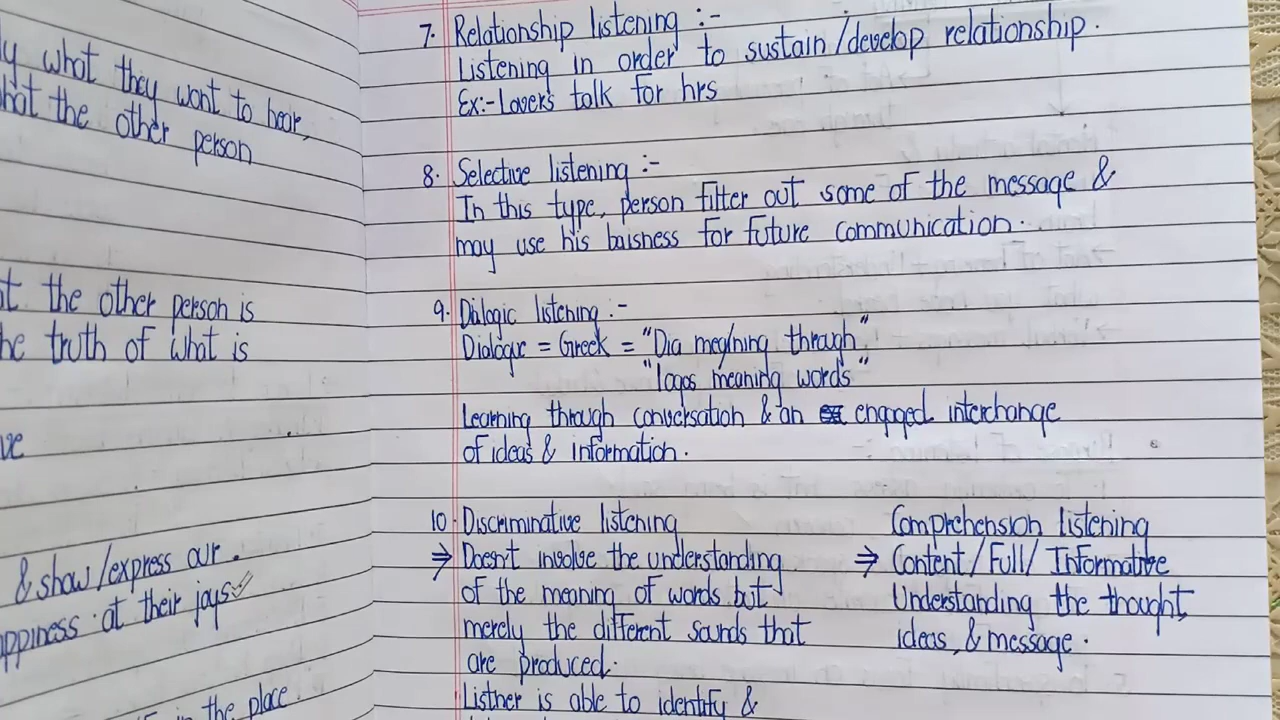 y what they want to hear,
hat the other person
t the other person is
he truth of what is
ve
& show/express our.
appiness at their joys
in the place.
7. Relationship listening :-
Listening in order to sustain/develop relationship.
Ex:- Lovers talk for hrs
8. Selective listening :-
In this type, person filter out some of the message &
may use his baisness for future communication.
9. Dialogic listening :-
Dialogue = Greek = "Dia meaning through"
"logos meaning words"
Learning through conversation & an engaged interchange
of ideas & information.
10. Discriminative listening
⇒ Doesn't involve the understanding
of the meaning of words but
merely the different sounds that
are produced.
Listner is able to identify &
Comprehension listening
⇒ Content/Full/Informative
Understanding the thought,
ideas, & message.